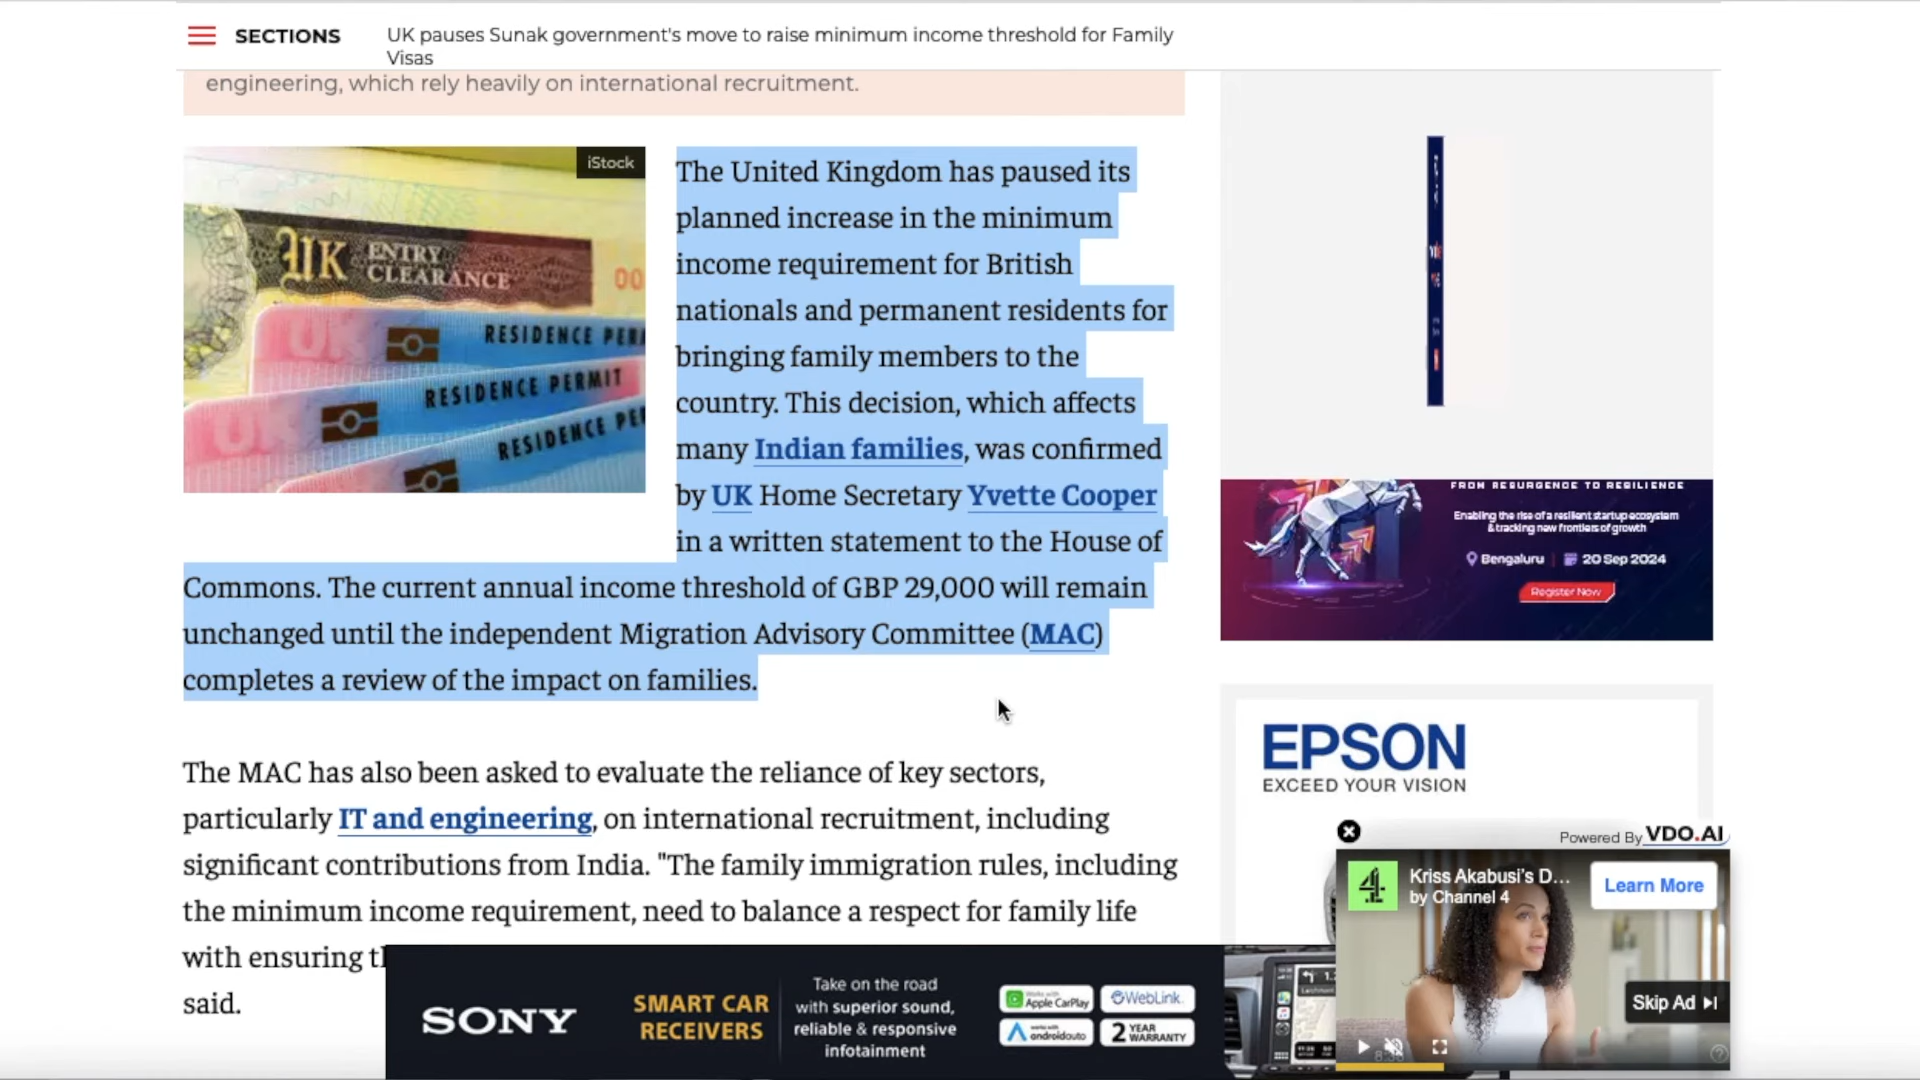 SECTIONS
UK pauses Sunak government's move to raise minimum income threshold for Family
Visas
engineering, which rely heavily on international recruitment.
iStock
UK ENTRY
CLEARANCE
00
RESIDENCE PER
RESIDENCE PERMIT
RESIDENCE PE
The United Kingdom has paused its
planned increase in the minimum
income requirement for British
nationals and permanent residents for
bringing family members to the
country. This decision, which affects
many Indian families, was confirmed
by UK Home Secretary Yvette Cooper
in a written statement to the House of
Commons. The current annual income threshold of GBP 29,000 will remain
unchanged until the independent Migration Advisory Committee (MAC)
completes a review of the impact on families.
The MAC has also been asked to evaluate the reliance of key sectors,
particularly IT and engineering, on international recruitment, including
significant contributions from India. "The family immigration rules, including
the minimum income requirement, need to balance a respect for family life
with ensuring t
said.
FROM RESURGENCE TO RESILIENCE
Enabling the rise of a resilient startup ecosystem
& tracking new frontiers of growth
Bengaluru | 20 Sep 2024
Register Now
EPSON
EXCEED YOUR VISION
Powered By VDO.AI
4
Kriss Akabusi's D...
by Channel 4
Learn More
Skip Ad
SONY
SMART CAR
RECEIVERS
Take on the road
with superior sound,
reliable & responsive
infotainment
Works with
Apple CarPlay
WebLink.
works with
androidauto
2 YEAR
WARRANTY